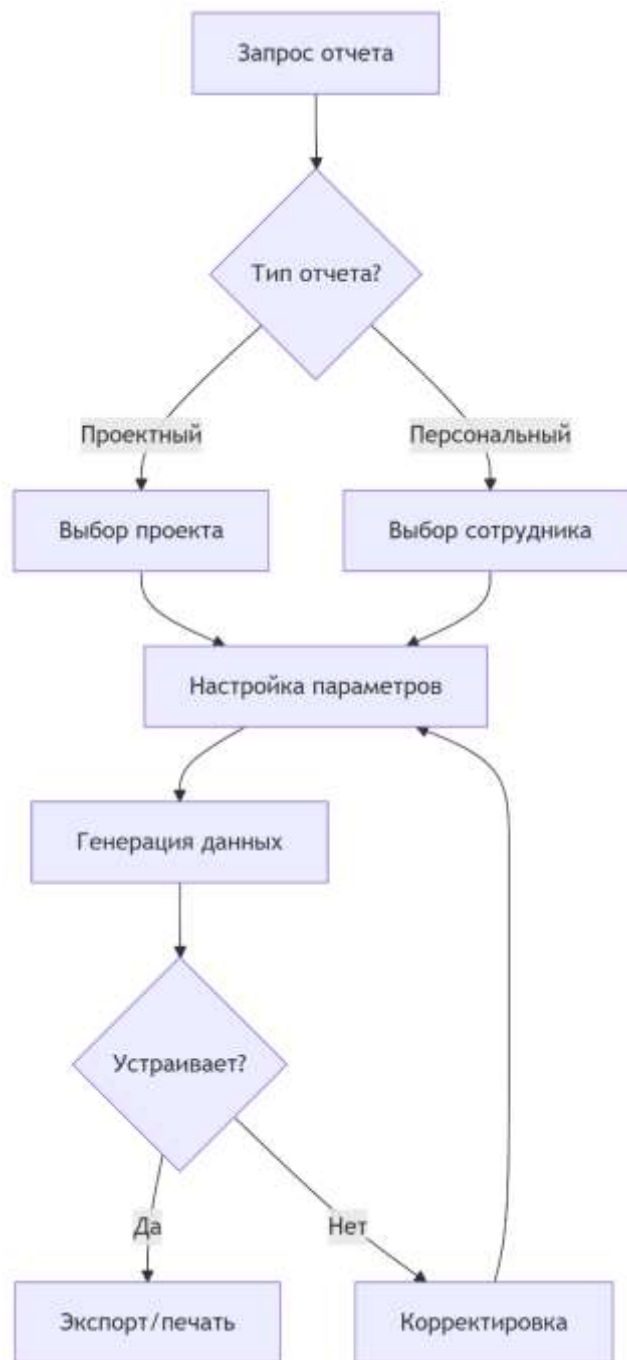 Запрос отчета
Тип отчета?
Проектный
Персональный
Выбор проекта
Выбор сотрудника
Настройка параметров
Генерация данных
Устраивает?
Да
Нет
Экспорт/печать
Корректировка